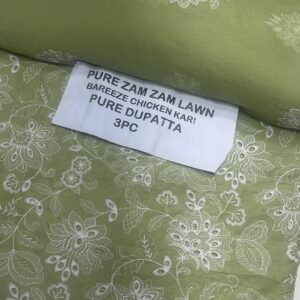 PURE ZAM ZAM LAWN
BAREEZE CHICKEN KARI
PURE DUPATTA
3PC